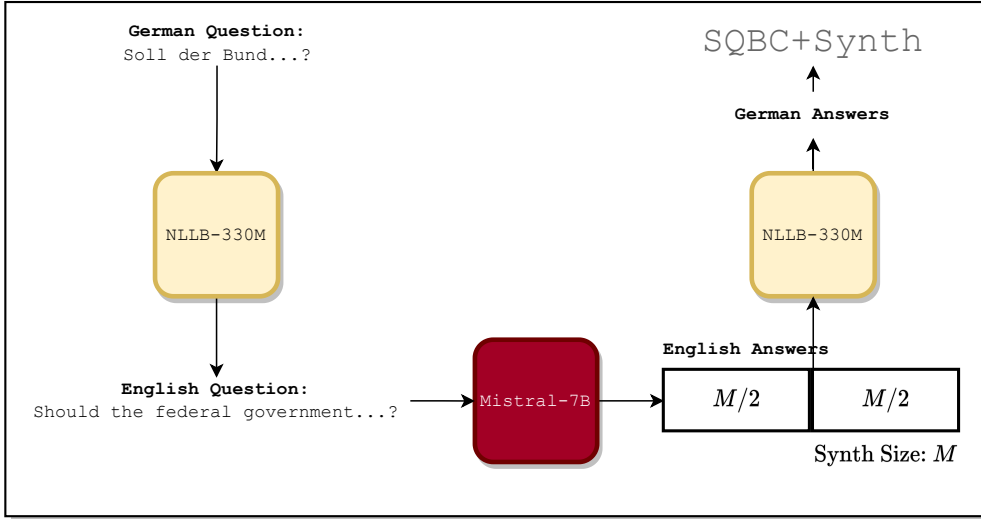 German Question:
Soll der Bund...?
NLLB-330M
English Question:
Should the federal government...?
Mistral-7B
English Answers
M/2 M/2
Synth Size: M
NLLB-330M
German Answers
SQBC+Synth